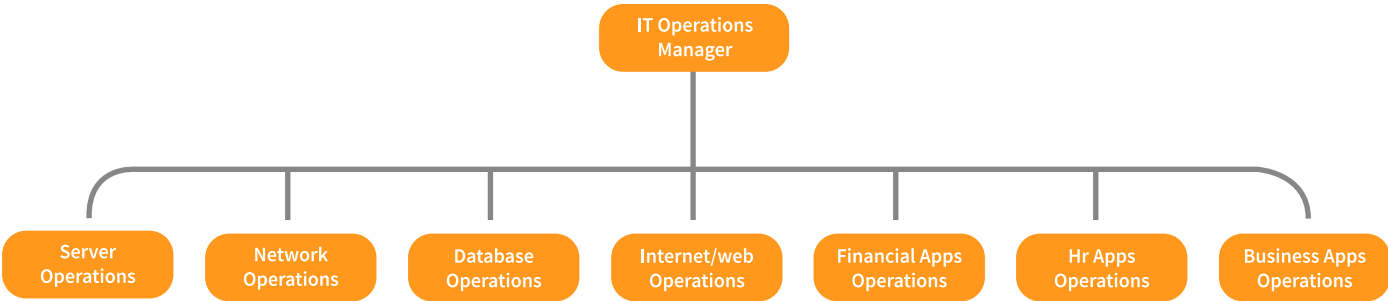 IT Operations
Manager
Server
Operations
Network
Operations
Database
Operations
Internet/web
Operations
Financial Apps
Operations
Hr Apps
Operations
Business Apps
Operations